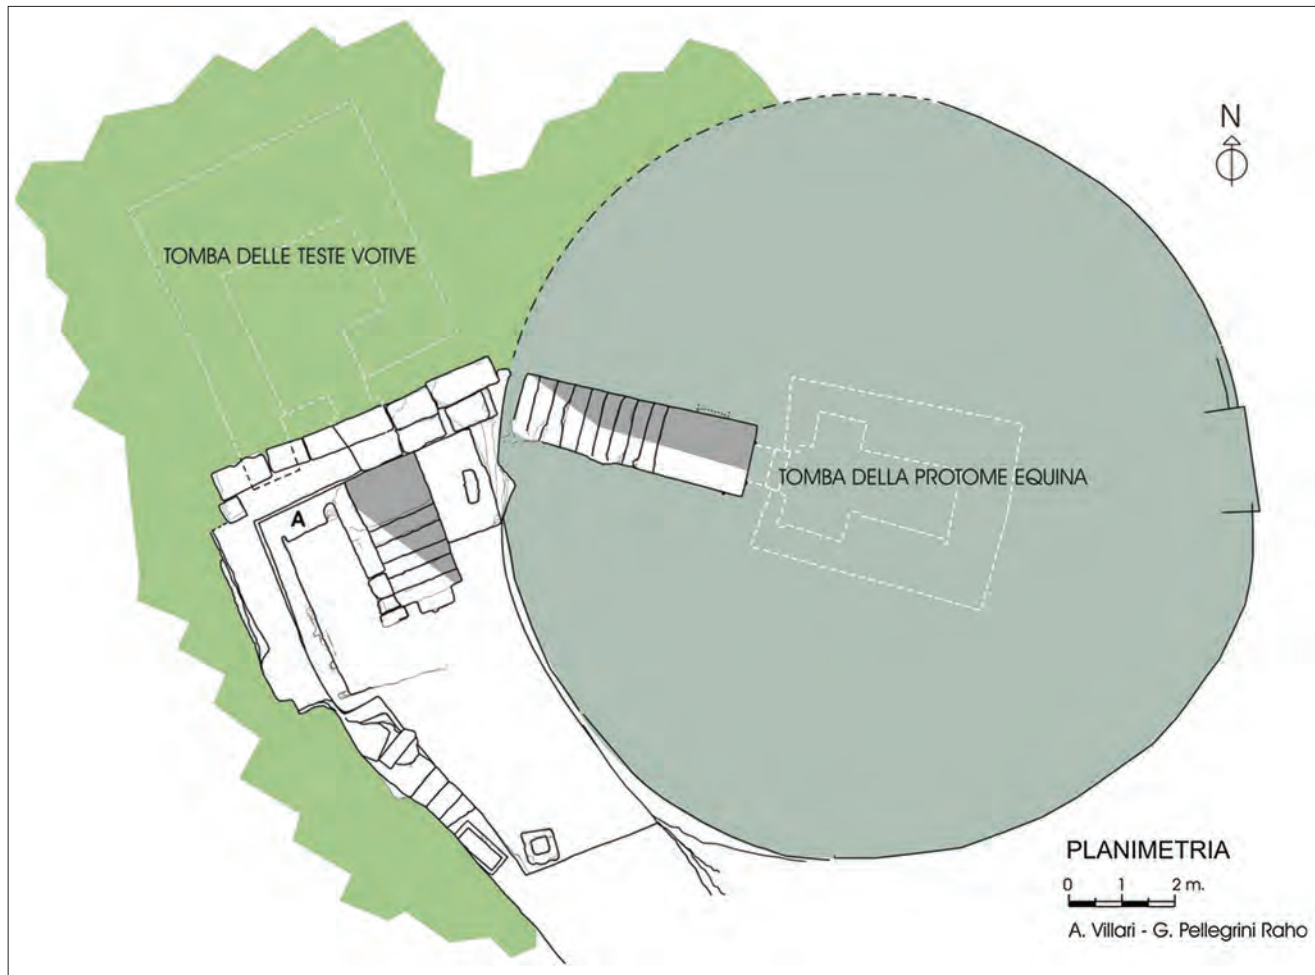 N
TOMBA DELLE TESTE VOTIVE
TOMBA DELLA PROTOME EQUINA
A
PLANIMETRIA
0 1 2 m.
A. Villari - G. Pellegrini Raho